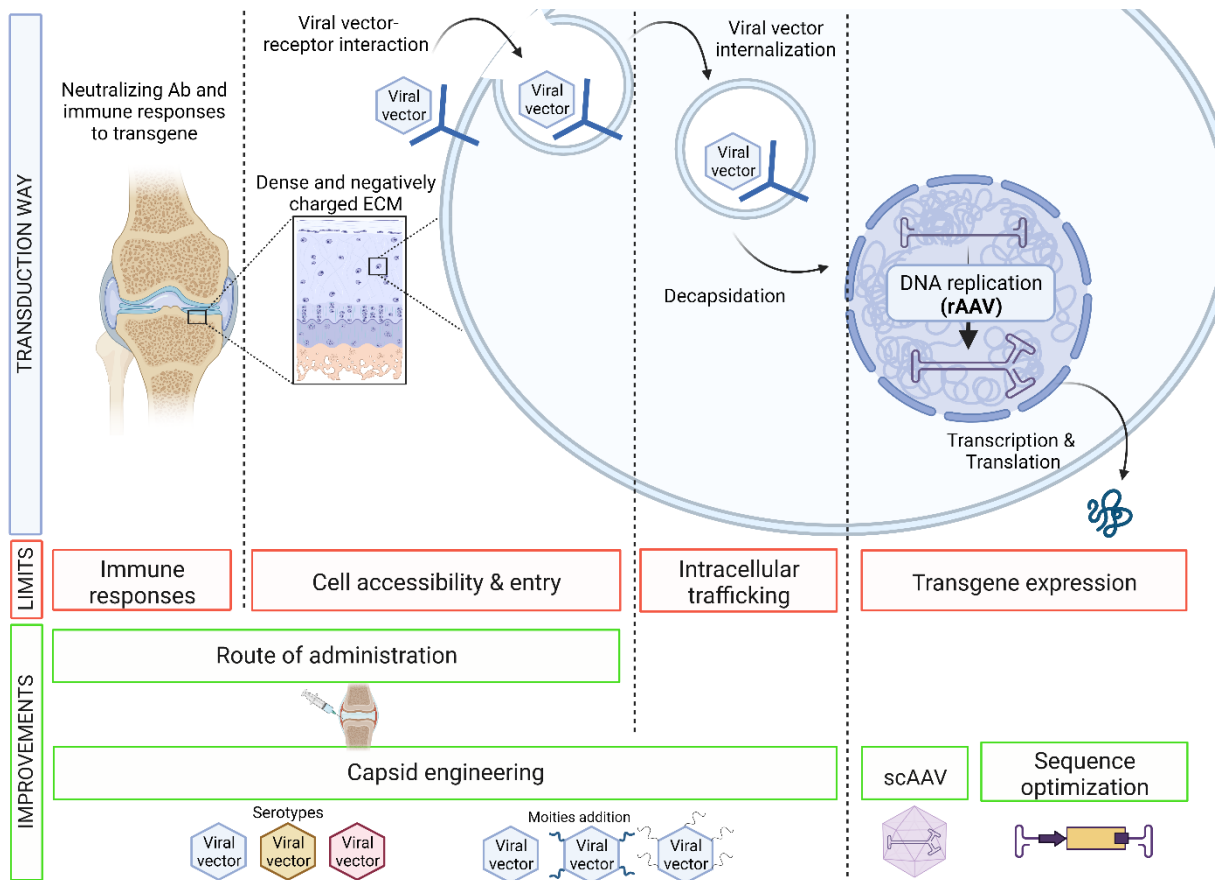 TRANSDUCTION WAY
Neutralizing Ab and
immune responses
to transgene
Viral vector-
receptor interaction
Viral
vector
Viral
vector
Dense and negatively
charged ECM
Viral vector
internalization
Viral
vector
Decapsidation
DNA replication
(rAAV)
Transcription &
Translation
LIMITS
Immune
responses
Cell accessibility & entry
Intracellular
trafficking
Transgene expression
IMPROVEMENTS
Route of administration
Capsid engineering
scAAV
Sequence
optimization
Serotypes
Viral
vector
Viral
vector
Viral
vector
Moities addition
Viral
vector
Viral
vector
Viral
vector